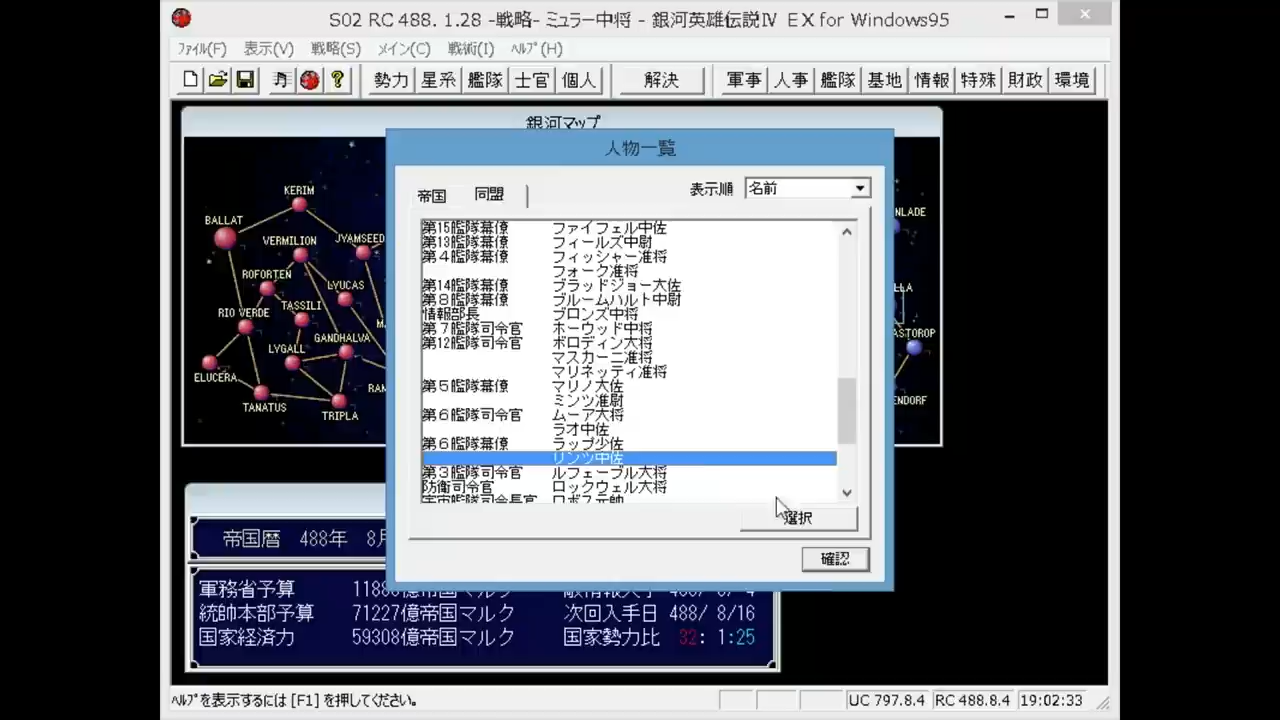 S02 RC 488. 1.28 -戦略- ミュラー中将 - 銀河英雄伝説Ⅳ EX for Windows95
ﾌｧｲﾙ(F) 表示(V) 戦略(S) メイン(C) 戦術(I) ﾍﾙﾌﾟ(H)
勢力 星系 艦隊 士官 個人 解決 軍事 人事 艦隊 基地 情報 特殊 財政 環境
銀河マップ
人物一覧
帝国 同盟 表示順 名前
KERIM
BALLAT
VERMILION
JYAMSEED
ROFORTEN
LYUCAS
TASSILI
RIO VERDE
GANDHALVA
LYGALL
ELUCERA
TANATUS
TRIPLA
RAM
NLADE
LLA
ASTOROP
ENDORF
第15艦隊幕僚 ファイフェル中佐
第13艦隊幕僚 フィールズ中尉
第４艦隊幕僚 フィッシャー准将
フォーク准将
第14艦隊幕僚 ブラッドジョー大佐
第８艦隊幕僚 ブルームハルト中尉
情報部長 ブロンズ中将
第７艦隊司令官 ホーウッド中将
第12艦隊司令官 ボロディン大将
マスカーニ准将
マリネッティ准将
第５艦隊幕僚 マリノ大佐
ミンツ准尉
第６艦隊司令官 ムーア大将
ラオ中佐
第６艦隊幕僚 ラップ少佐
リンツ中佐
第３艦隊司令官 ルフェーブル大将
防衛司令官 ロックウェル大将
宇宙艦隊司令長官 ロボス元帥
選択
確認
帝国暦 488年 8月
軍務省予算 1188
統帥本部予算 71227億帝国マルク 次回入手日 488/ 8/16
国家経済力 59308億帝国マルク 国家勢力比 32: 1:25
ﾍﾙﾌﾟを表示するには [F1] を押してください。 UC 797.8.4 RC 488.8.4 19:02:33